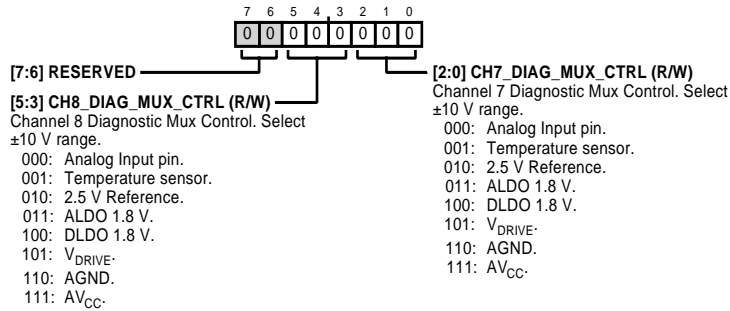 7 6 5 4 3 2 1 0
0 0 0 0 0 0 0 0
[7:6] RESERVED
[5:3] CH8_DIAG_MUX_CTRL (R/W)
Channel 8 Diagnostic Mux Control. Select
±10 V range.
000: Analog Input pin.
001: Temperature sensor.
010: 2.5 V Reference.
011: ALDO 1.8 V.
100: DLDO 1.8 V.
101: VDRIVE.
110: AGND.
111: AVCC.
[2:0] CH7_DIAG_MUX_CTRL (R/W)
Channel 7 Diagnostic Mux Control. Select
±10 V range.
000: Analog Input pin.
001: Temperature sensor.
010: 2.5 V Reference.
011: ALDO 1.8 V.
100: DLDO 1.8 V.
101: VDRIVE.
110: AGND.
111: AVCC.